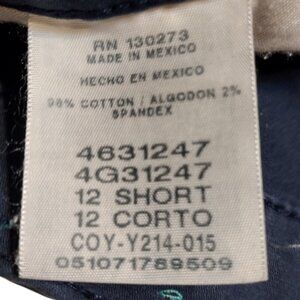 RN 130273
MADE IN MEXICO
HECHO EN MEXICO
98% COTTON / ALGODON 2%
SPANDEX
4631247
4G31247
12 SHORT
12 CORTO
COY-Y214-015
051071789509